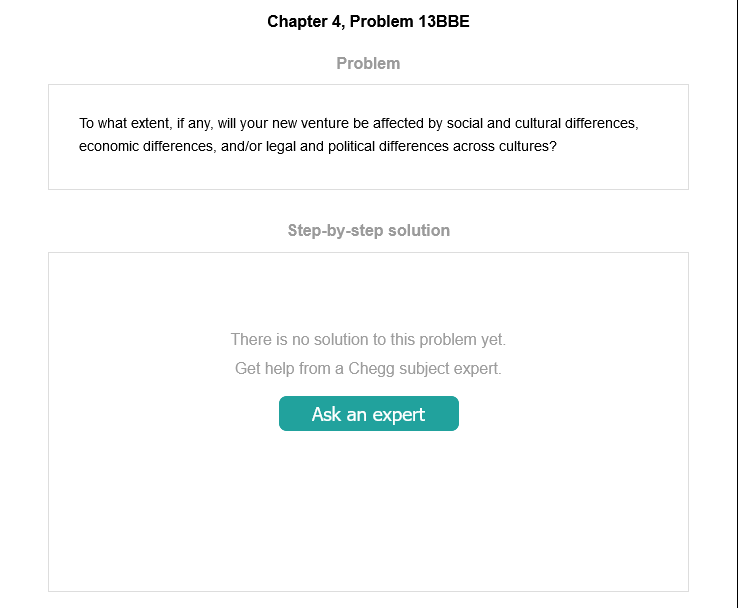 Chapter 4, Problem 13BBE
Problem
To what extent, if any, will your new venture be affected by social and cultural differences,
economic differences, and/or legal and political differences across cultures?
Step-by-step solution
There is no solution to this problem yet.
Get help from a Chegg subject expert.
Ask an expert